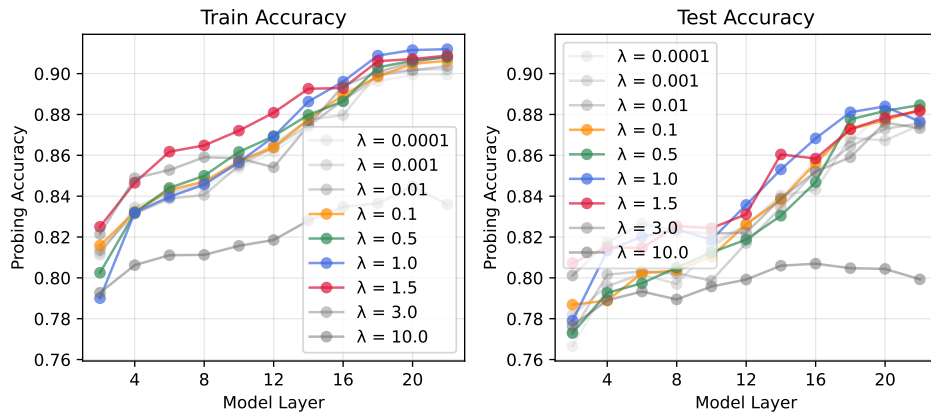 Train Accuracy
Probing Accuracy
0.90
0.88
0.86
0.84
0.82
0.80
0.78
0.76
λ = 0.0001
λ = 0.001
λ = 0.01
λ = 0.1
λ = 0.5
λ = 1.0
λ = 1.5
λ = 3.0
λ = 10.0
4
8
12
16
20
Model Layer
Test Accuracy
Probing Accuracy
0.90
0.88
0.86
0.84
0.82
0.80
0.78
0.76
λ = 0.0001
λ = 0.001
λ = 0.01
λ = 0.1
λ = 0.5
λ = 1.0
λ = 1.5
λ = 3.0
λ = 10.0
4
8
12
16
20
Model Layer